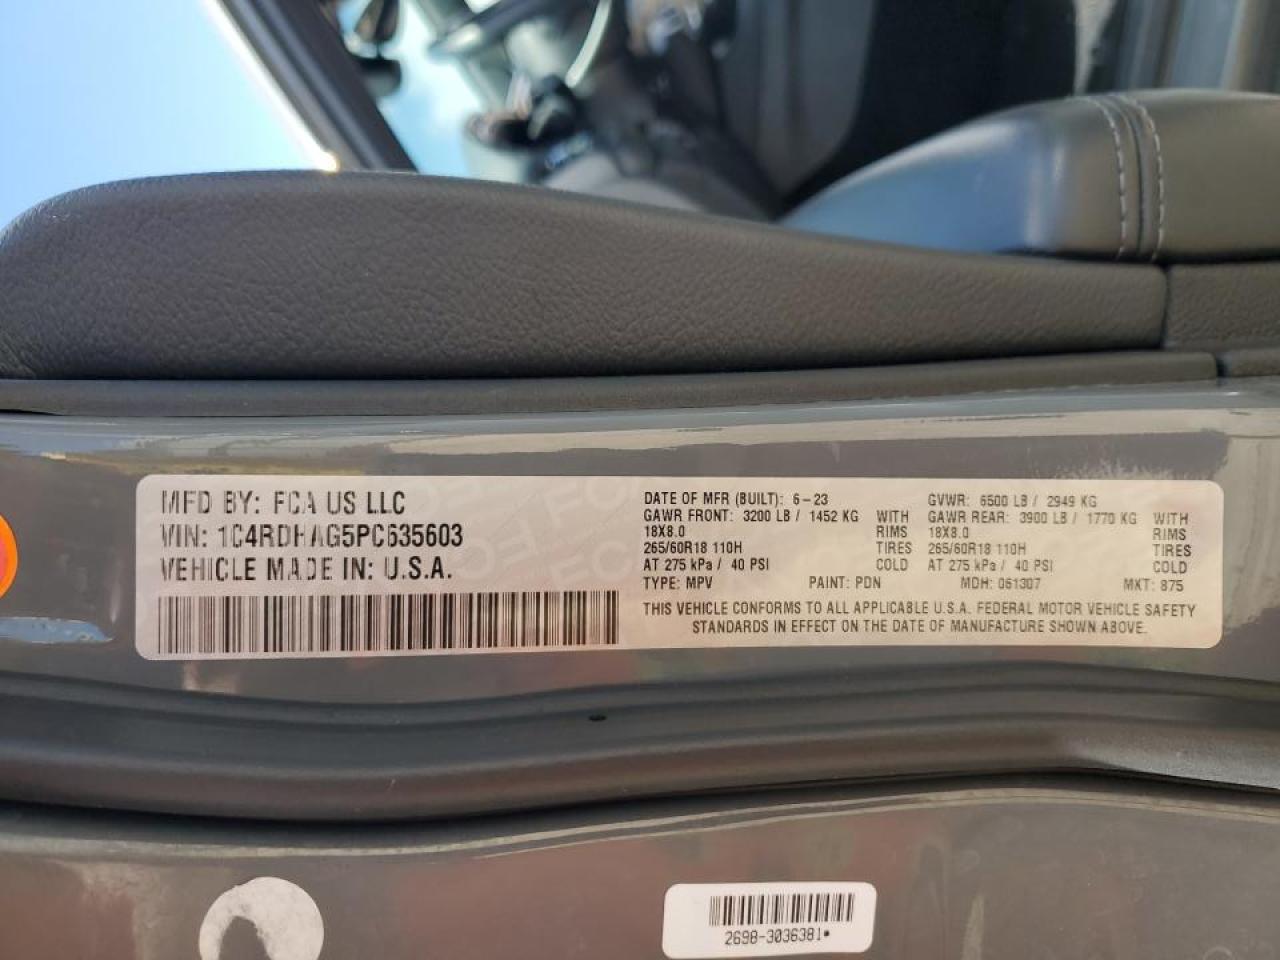 MFD BY: FCA US LLC
VIN: 1C4RDHAG5PC635603
VEHICLE MADE IN: U.S.A.
DATE OF MFR (BUILT): 6-23
GAWR FRONT: 3200 LB / 1452 KG WITH
18X8.0 RIMS
265/60R18 110H TIRES
AT 275 kPa / 40 PSI COLD
TYPE: MPV PAINT: PDN
GVWR: 6500 LB / 2949 KG
GAWR REAR: 3900 LB / 1770 KG WITH
18X8.0 RIMS
265/60R18 110H TIRES
AT 275 kPa / 40 PSI COLD
MDH: 061307 MKT: 875
THIS VEHICLE CONFORMS TO ALL APPLICABLE U.S.A. FEDERAL MOTOR VEHICLE SAFETY
STANDARDS IN EFFECT ON THE DATE OF MANUFACTURE SHOWN ABOVE.
2698-3036381*